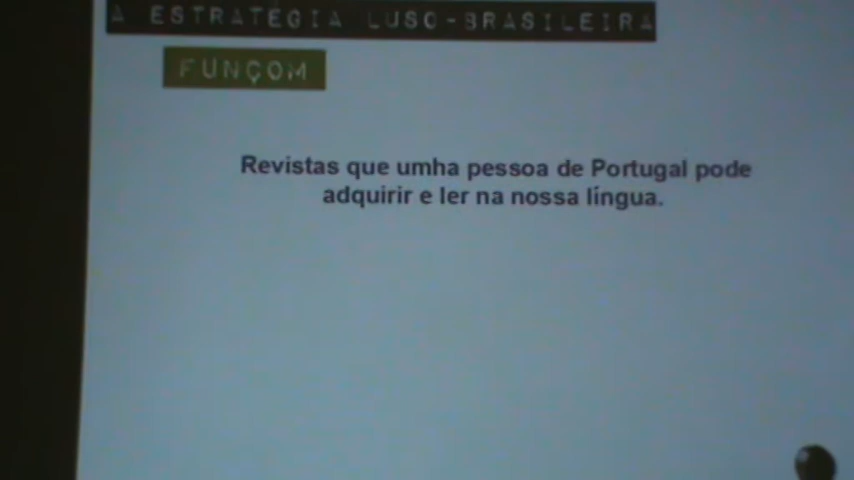 A ESTRATÉGIA LUSO-BRASILEIRA
FUNÇOM
Revistas que umha pessoa de Portugal pode
adquirir e ler na nossa língua.